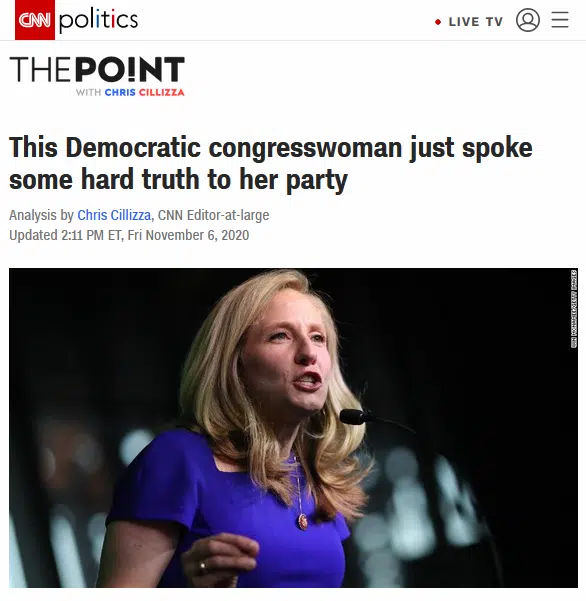 CNN politics
LIVE TV
THE PO!NT
WITH CHRIS CILLIZZA
This Democratic congresswoman just spoke
some hard truth to her party
Analysis by Chris Cillizza, CNN Editor-at-large
Updated 2:11 PM ET, Fri November 6, 2020